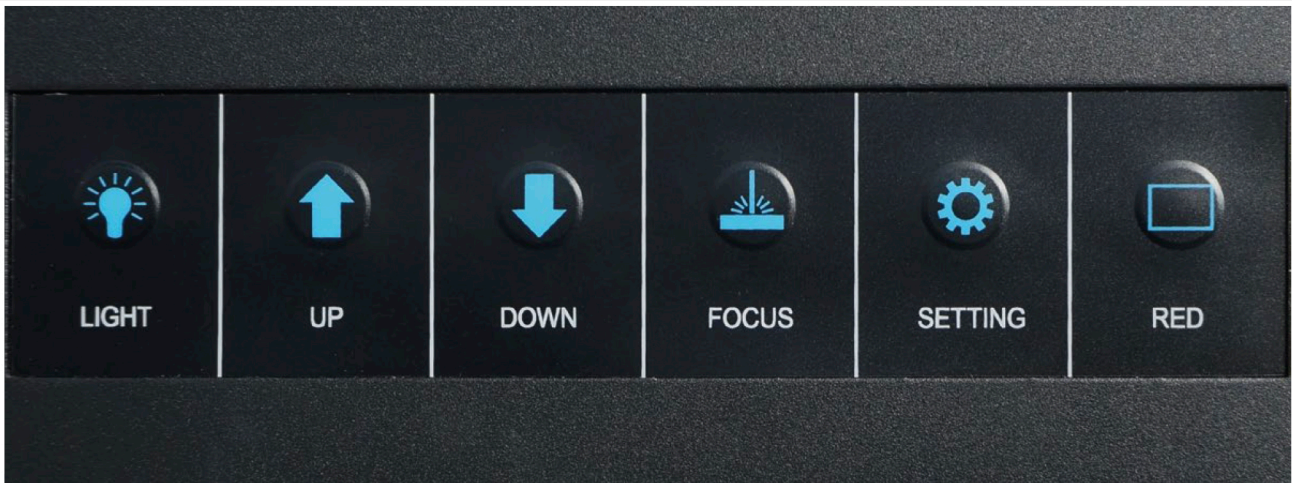 LIGHT
UP
DOWN
FOCUS
SETTING
RED